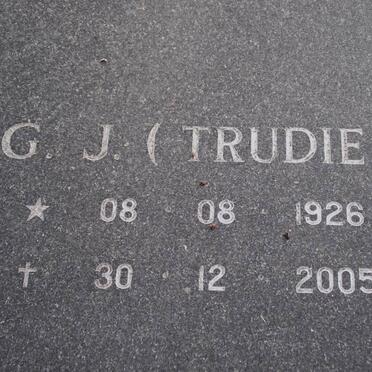 G. J. ( TRUDIE
★ 08 08 1926
✝ 30 12 2005